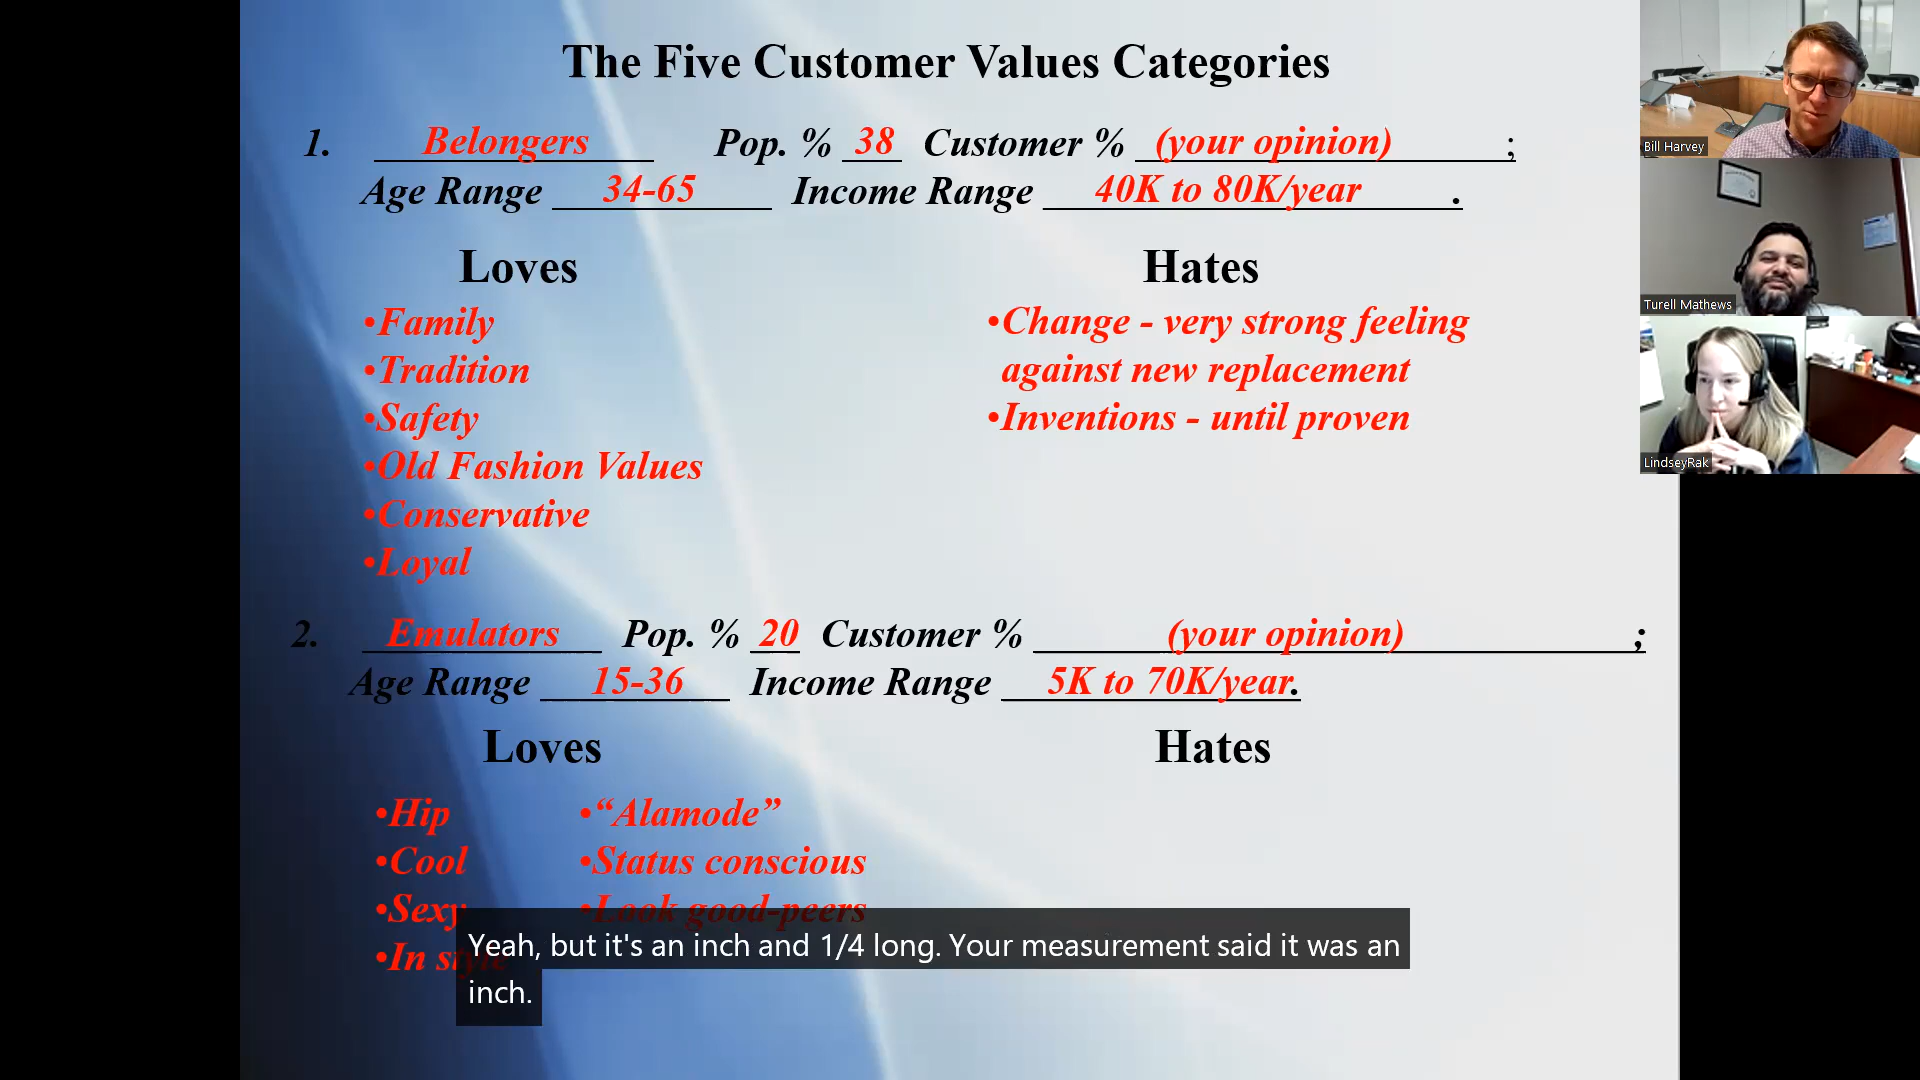 The Five Customer Values Categories
1. Belongers Pop. % 38 Customer % (your opinion) ;
Age Range 34-65 Income Range 40K to 80K/year .
Loves
•Family
•Tradition
•Safety
•Old Fashion Values
•Conservative
•Loyal
Hates
•Change - very strong feeling
against new replacement
•Inventions - until proven
2. Emulators Pop. % 20 Customer % (your opinion) ;
Age Range 15-36 Income Range 5K to 70K/year.
Loves
•Hip
•Cool
•Sexy
•In style
•“Alamode”
•Status conscious
•Look good-peers
Hates
Yeah, but it's an inch and 1/4 long. Your measurement said it was an
inch.
Bill Harvey
Turell Mathews
LindseyRak